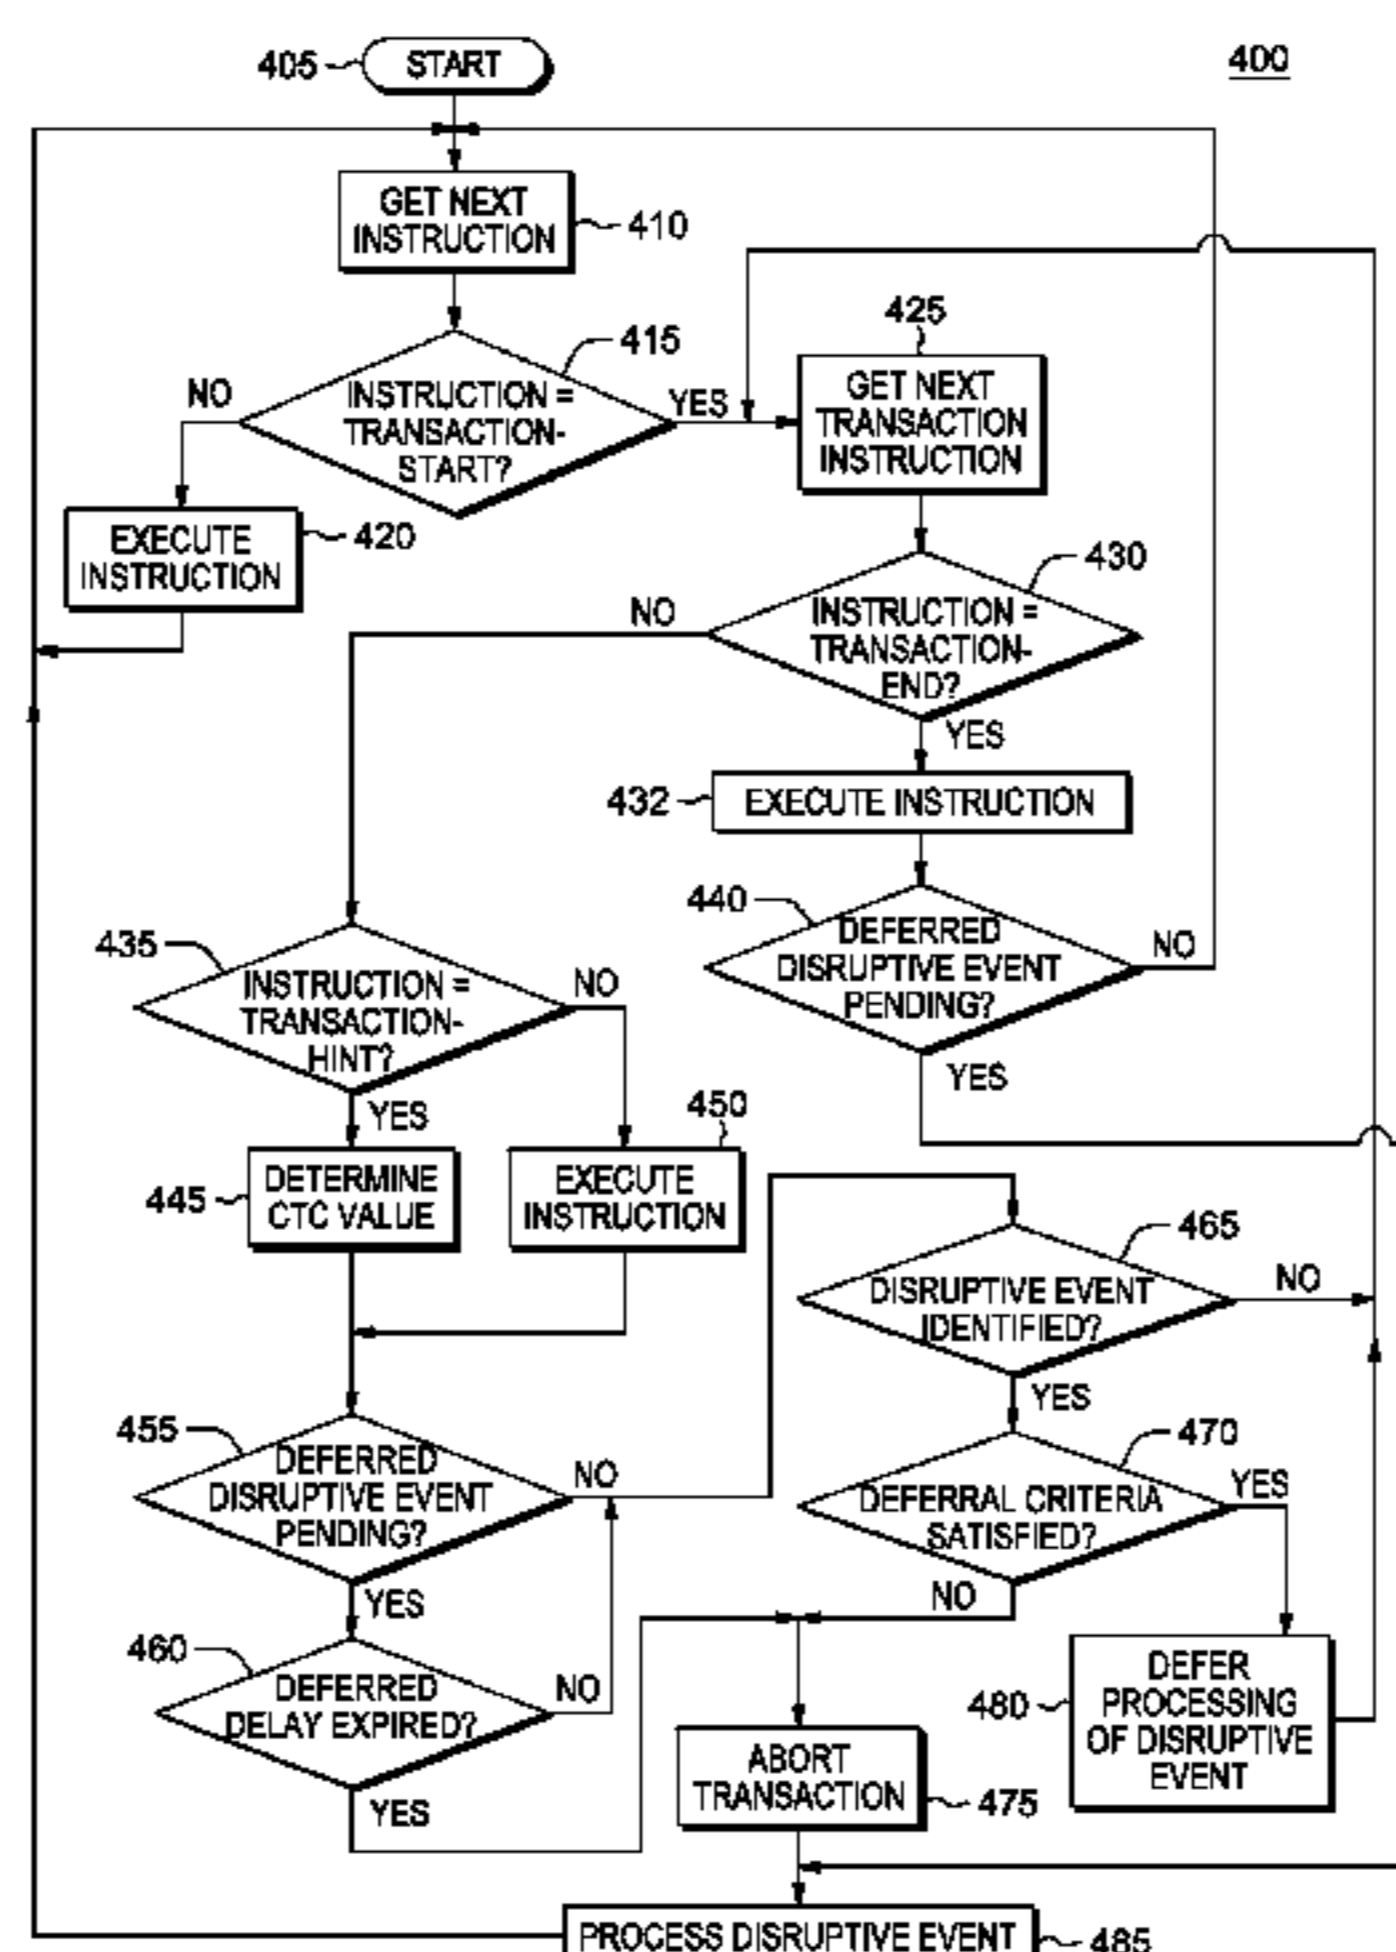 405
START
400
GET NEXT
INSTRUCTION
410
415
425
NO
INSTRUCTION =
TRANSACTION-
START?
YES
GET NEXT
TRANSACTION
INSTRUCTION
EXECUTE
INSTRUCTION
420
430
NO
INSTRUCTION =
TRANSACTION-
END?
YES
432
EXECUTE INSTRUCTION
440
DEFERRED
DISRUPTIVE EVENT
PENDING?
NO
YES
435
INSTRUCTION =
TRANSACTION-
HINT?
NO
YES
450
445
DETERMINE
CTC VALUE
EXECUTE
INSTRUCTION
465
DISRUPTIVE EVENT
IDENTIFIED?
NO
YES
455
DEFERRED
DISRUPTIVE EVENT
PENDING?
NO
YES
470
DEFERRAL CRITERIA
SATISFIED?
YES
NO
460
DEFERRED
DELAY EXPIRED?
NO
YES
480
DEFER
PROCESSING
OF DISRUPTIVE
EVENT
ABORT
TRANSACTION
475
PROCESS DISRUPTIVE EVENT
485